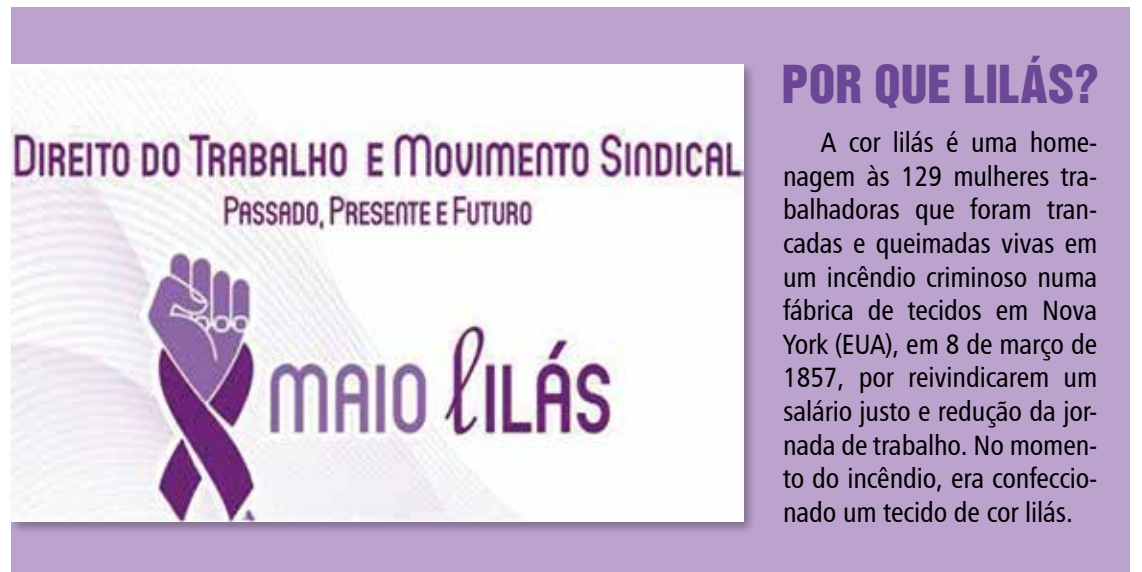 DIREITO DO TRABALHO E MOVIMENTO SINDICAL
PASSADO, PRESENTE E FUTURO
MAIO LILÁS
POR QUE LILÁS?
A cor lilás é uma home-
nagem às 129 mulheres tra-
balhadoras que foram tran-
cadas e queimadas vivas em
um incêndio criminoso numa
fábrica de tecidos em Nova
York (EUA), em 8 de março de
1857, por reivindicarem um
salário justo e redução da jor-
nada de trabalho. No momen-
to do incêndio, era confeccio-
nado um tecido de cor lilás.